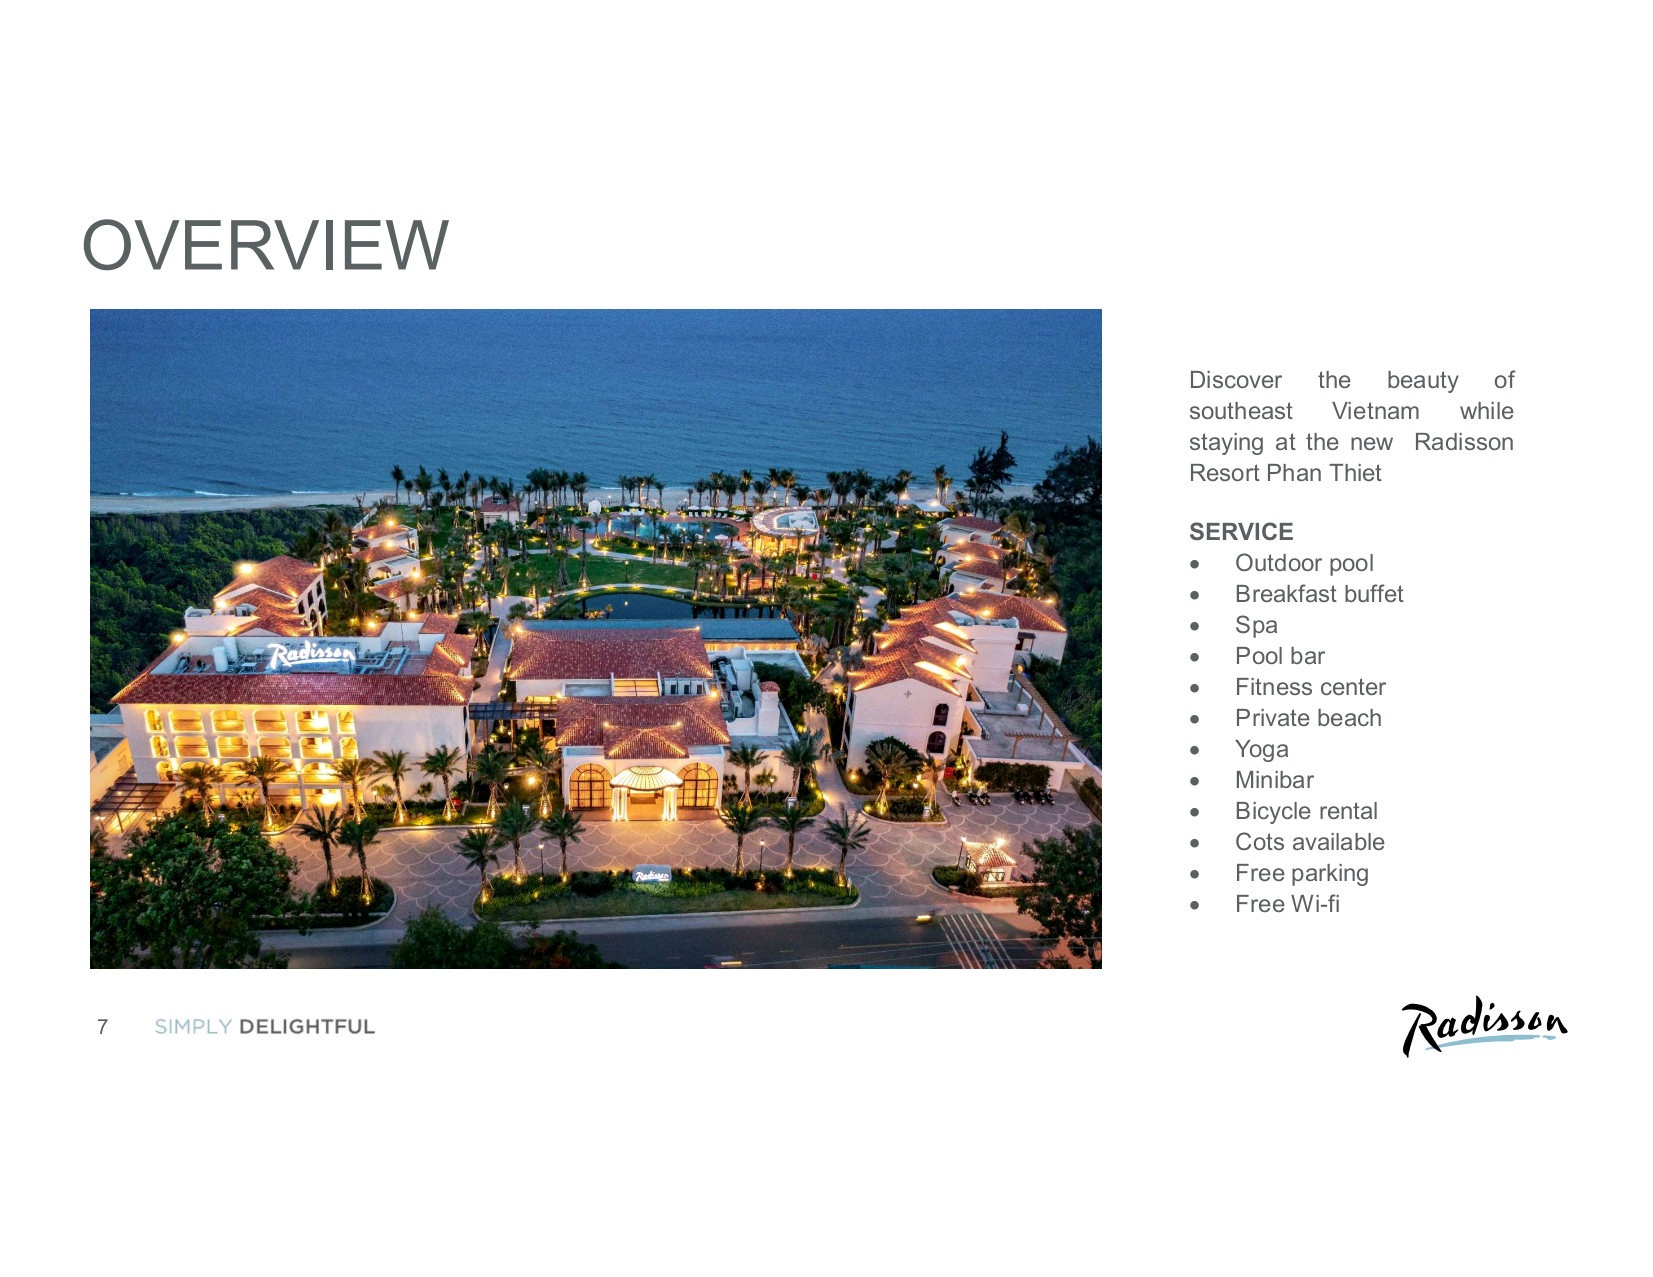 OVERVIEW
Radisson
Radisson
Discover the beauty of
southeast Vietnam while
staying at the new Radisson
Resort Phan Thiet
SERVICE
• Outdoor pool
• Breakfast buffet
• Spa
• Pool bar
• Fitness center
• Private beach
• Yoga
• Minibar
• Bicycle rental
• Cots available
• Free parking
• Free Wi-fi
7 SIMPLY DELIGHTFUL
Radisson